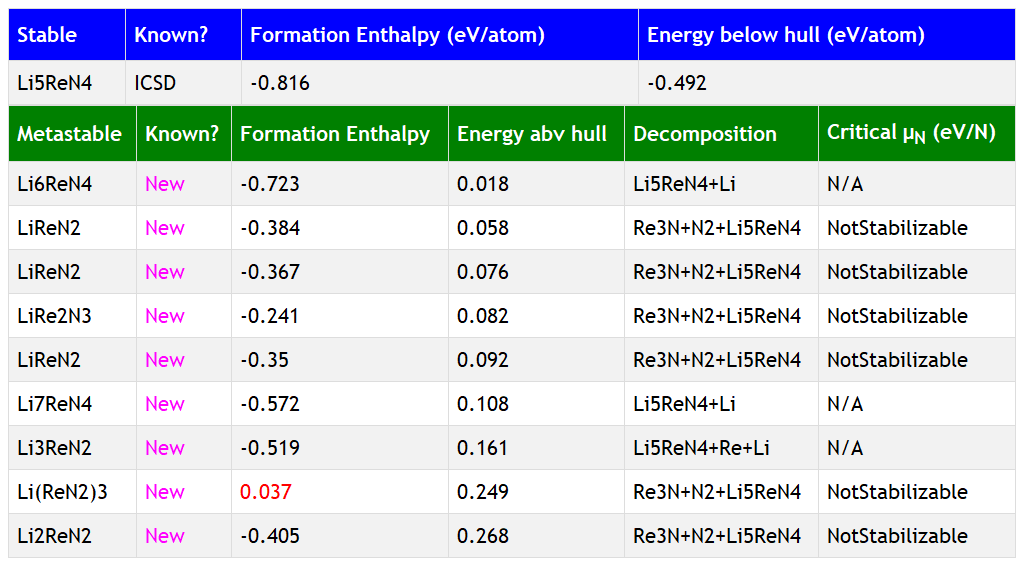 Stable Known? Formation Enthalpy (eV/atom) Energy below hull (eV/atom)
Li5ReN4 ICSD -0.816 -0.492
Metastable Known? Formation Enthalpy Energy abv hull Decomposition Critical μN (eV/N)
Li6ReN4 New -0.723 0.018 Li5ReN4+Li N/A
LiReN2 New -0.384 0.058 Re3N+N2+Li5ReN4 NotStabilizable
LiReN2 New -0.367 0.076 Re3N+N2+Li5ReN4 NotStabilizable
LiRe2N3 New -0.241 0.082 Re3N+N2+Li5ReN4 NotStabilizable
LiReN2 New -0.35 0.092 Re3N+N2+Li5ReN4 NotStabilizable
Li7ReN4 New -0.572 0.108 Li5ReN4+Li N/A
Li3ReN2 New -0.519 0.161 Li5ReN4+Re+Li N/A
Li(ReN2)3 New 0.037 0.249 Re3N+N2+Li5ReN4 NotStabilizable
Li2ReN2 New -0.405 0.268 Re3N+N2+Li5ReN4 NotStabilizable